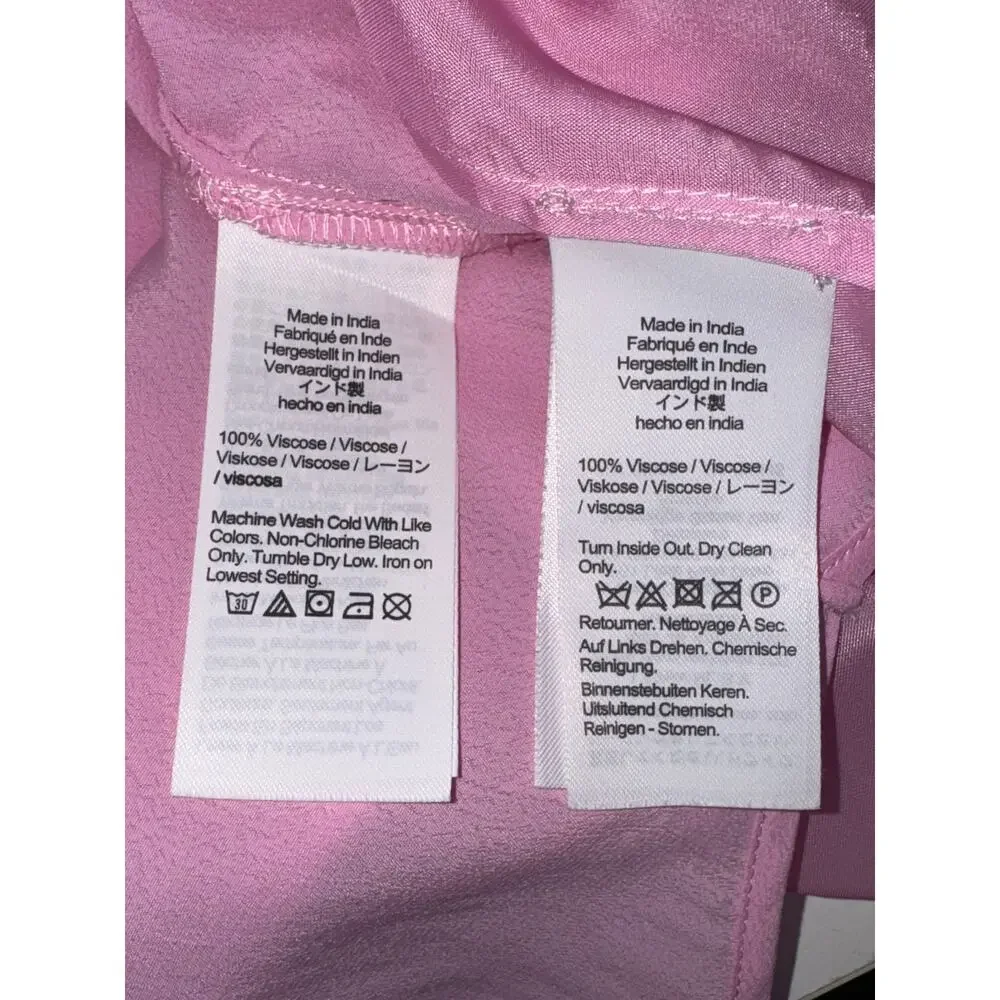 Made in India
Fabriqué en Inde
Hergestellt in Indien
Vervaardigd in India
インド製
hecho en india
100% Viscose / Viscose /
Viskose / Viscose / レーヨン
/ viscosa
Machine Wash Cold With Like
Colors. Non-Chlorine Bleach
Only. Tumble Dry Low. Iron on
Lowest Setting.
30
Made in India
Fabriqué en Inde
Hergestellt in Indien
Vervaardigd in India
インド製
hecho en india
100% Viscose / Viscose /
Viskose / Viscose / レーヨン
/ viscosa
Turn Inside Out. Dry Clean
Only.
P
Retourner. Nettoyage À Sec.
Auf Links Drehen. Chemische
Reinigung.
Binnenstebuiten Keren.
Uitsluitend Chemisch
Reinigen - Stomen.